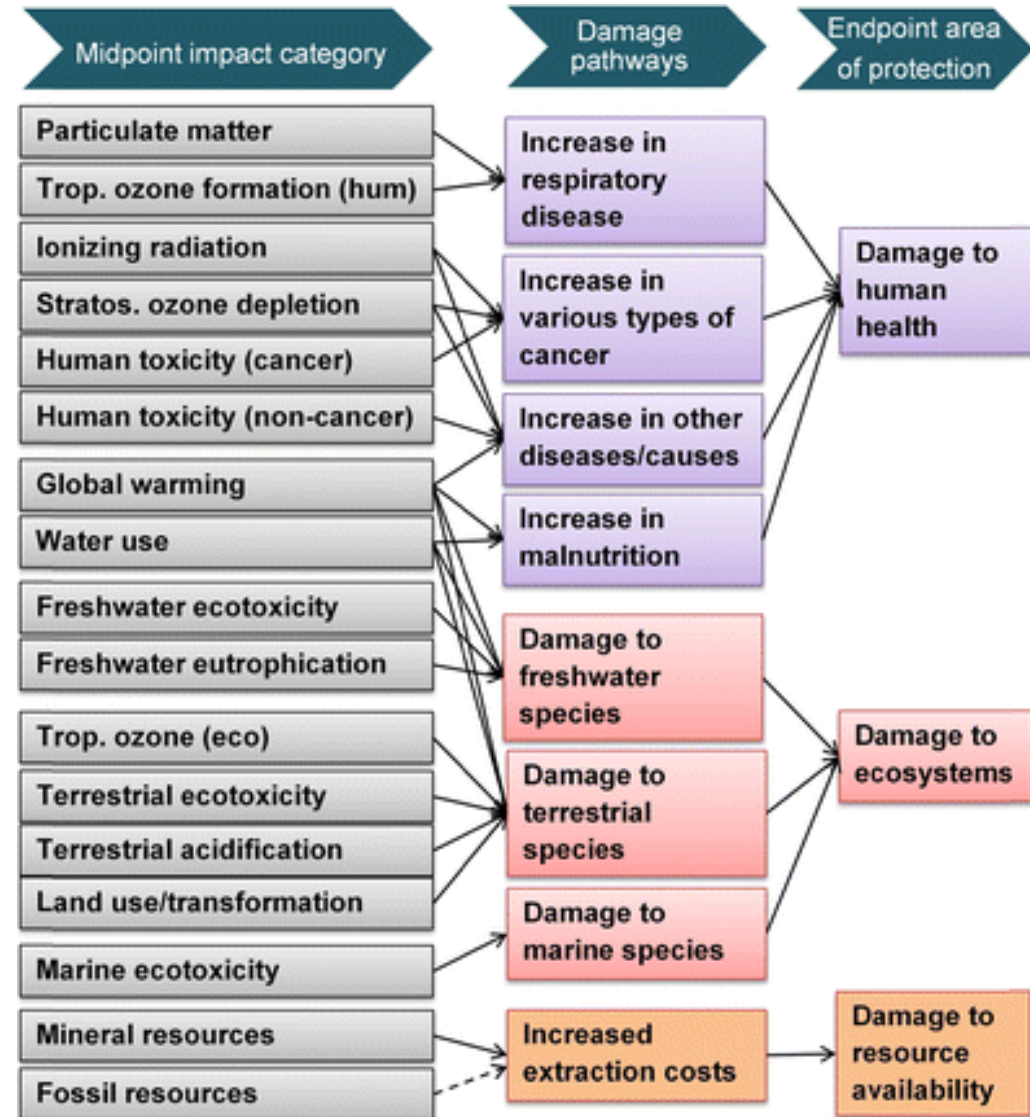 Midpoint impact category
Damage
pathways
Endpoint area
of protection
Particulate matter
Trop. ozone formation (hum)
Ionizing radiation
Stratos. ozone depletion
Human toxicity (cancer)
Human toxicity (non-cancer)
Global warming
Water use
Freshwater ecotoxicity
Freshwater eutrophication
Trop. ozone (eco)
Terrestrial ecotoxicity
Terrestrial acidification
Land use/transformation
Marine ecotoxicity
Mineral resources
Fossil resources
Increase in
respiratory
disease
Increase in
various types of
cancer
Increase in other
diseases/causes
Increase in
malnutrition
Damage to
freshwater
species
Damage to
terrestrial
species
Damage to
marine species
Increased
extraction costs
Damage to
human
health
Damage to
ecosystems
Damage to
resource
availability